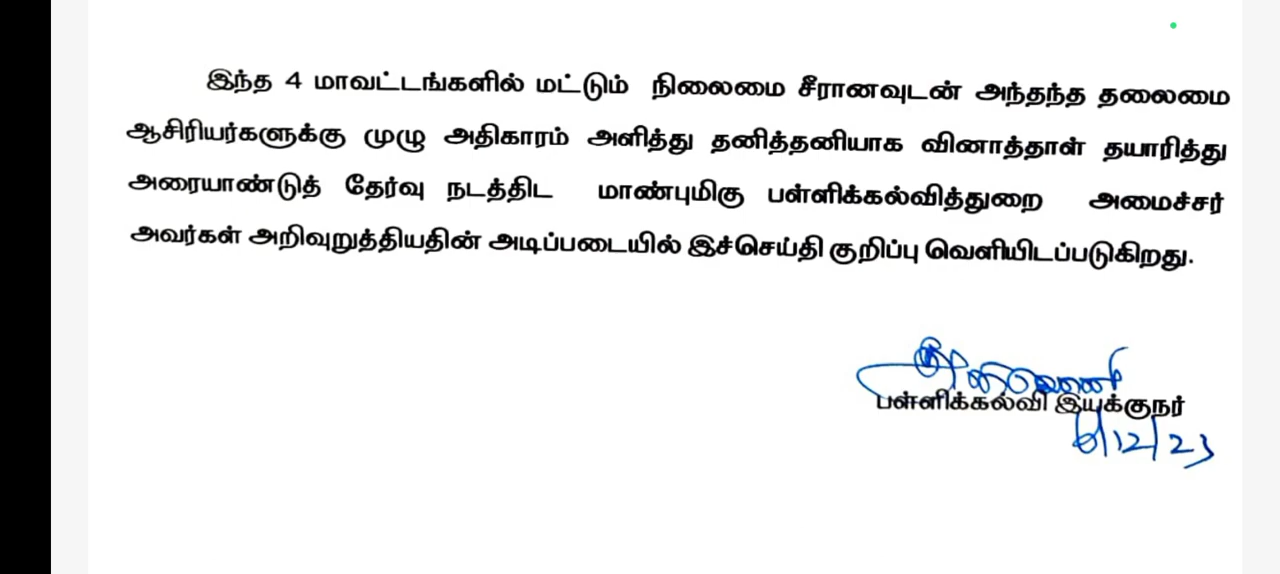 இந்த 4 மாவட்டங்களில் மட்டும் நிலைமை சீரானவுடன் அந்தந்த தலைமை
ஆசிரியர்களுக்கு முழு அதிகாரம் அளித்து தனித்தனியாக வினாத்தாள் தயாரித்து
அரையாண்டுத் தேர்வு நடத்திட மாண்புமிகு பள்ளிக்கல்வித்துறை அமைச்சர்
அவர்கள் அறிவுறுத்தியதின் அடிப்படையில் இச்செய்தி குறிப்பு வெளியிடப்படுகிறது.
பள்ளிக்கல்வி இயக்குநர்
/12/23